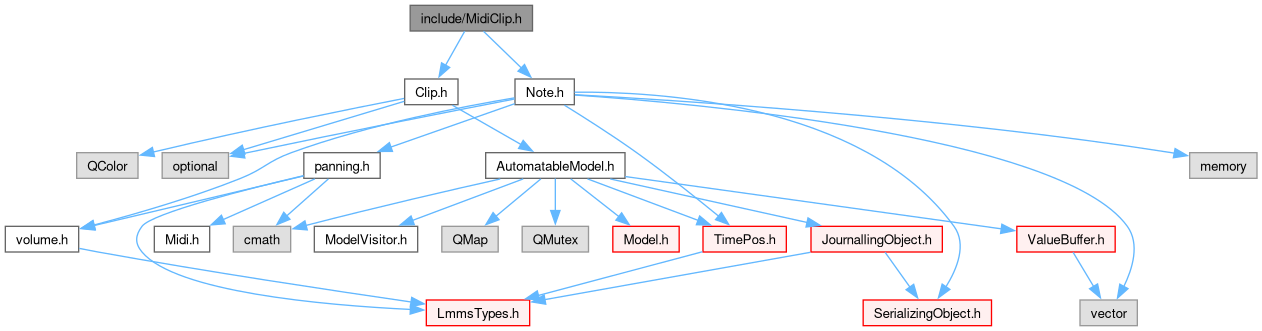 include/MidiClip.h
Clip.h
Note.h
QColor
optional
panning.h
AutomatableModel.h
memory
volume.h
Midi.h
cmath
ModelVisitor.h
QMap
QMutex
Model.h
TimePos.h
JournallingObject.h
ValueBuffer.h
LmmsTypes.h
SerializingObject.h
vector